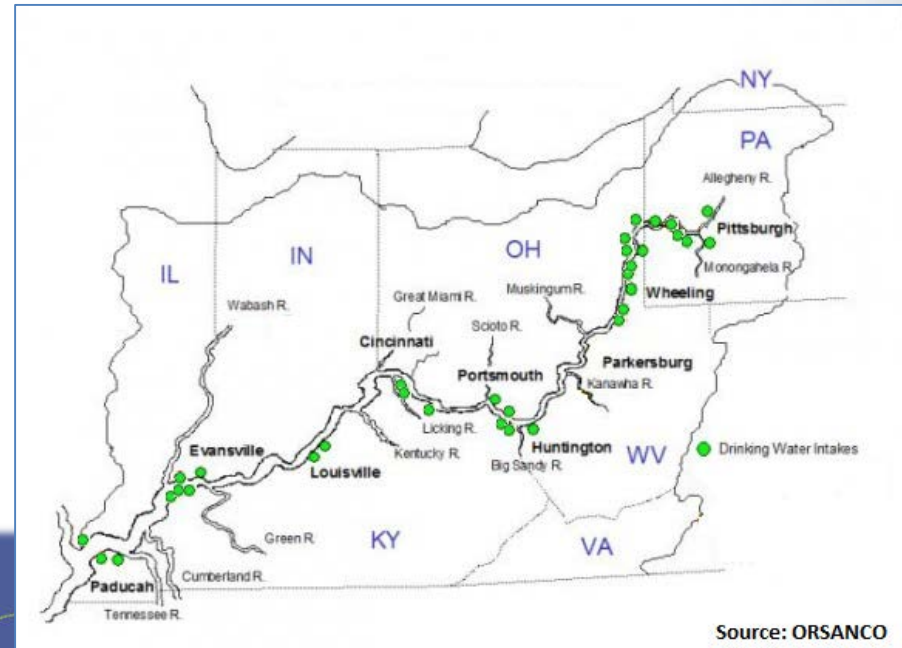 NY
PA
Allegheny R.
Pittsburgh
Monongahela R.
OH
IN
IL
Wabash R.
Great Miami R.
Muskingum R.
Wheeling
Scioto R.
Cincinnati
Portsmouth
Parkersburg
Kanawha R.
Licking R.
Kentucky R.
Huntington
Big Sandy R.
WV
Drinking Water Intakes
Evansville
Louisville
Green R.
KY
VA
Cumberland R.
Paducah
Tennessee R.
Source: ORSANCO